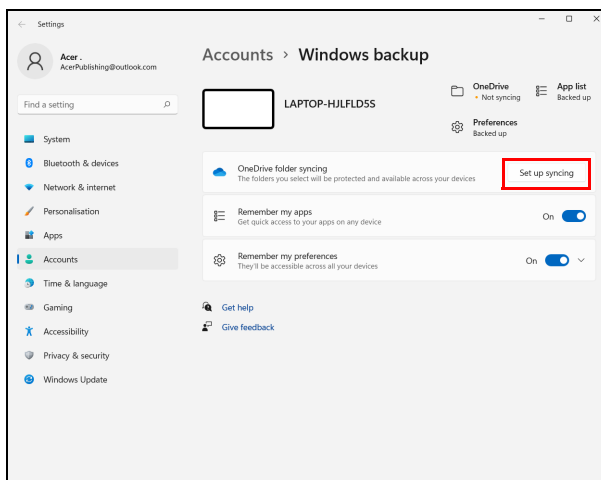 Settings
Acer .
AcerPublishing@outlook.com
Find a setting
System
Bluetooth & devices
Network & internet
Personalisation
Apps
Accounts
Time & language
Gaming
Accessibility
Privacy & security
Windows Update
Accounts > Windows backup
LAPTOP-HJLFLD5S
OneDrive
• Not syncing
App list
Backed up
Preferences
Backed up
OneDrive folder syncing
The folders you select will be protected and available across your devices
Set up syncing
Remember my apps
Get quick access to your apps on any device
On
Remember my preferences
They'll be accessible across all your devices
On
Get help
Give feedback